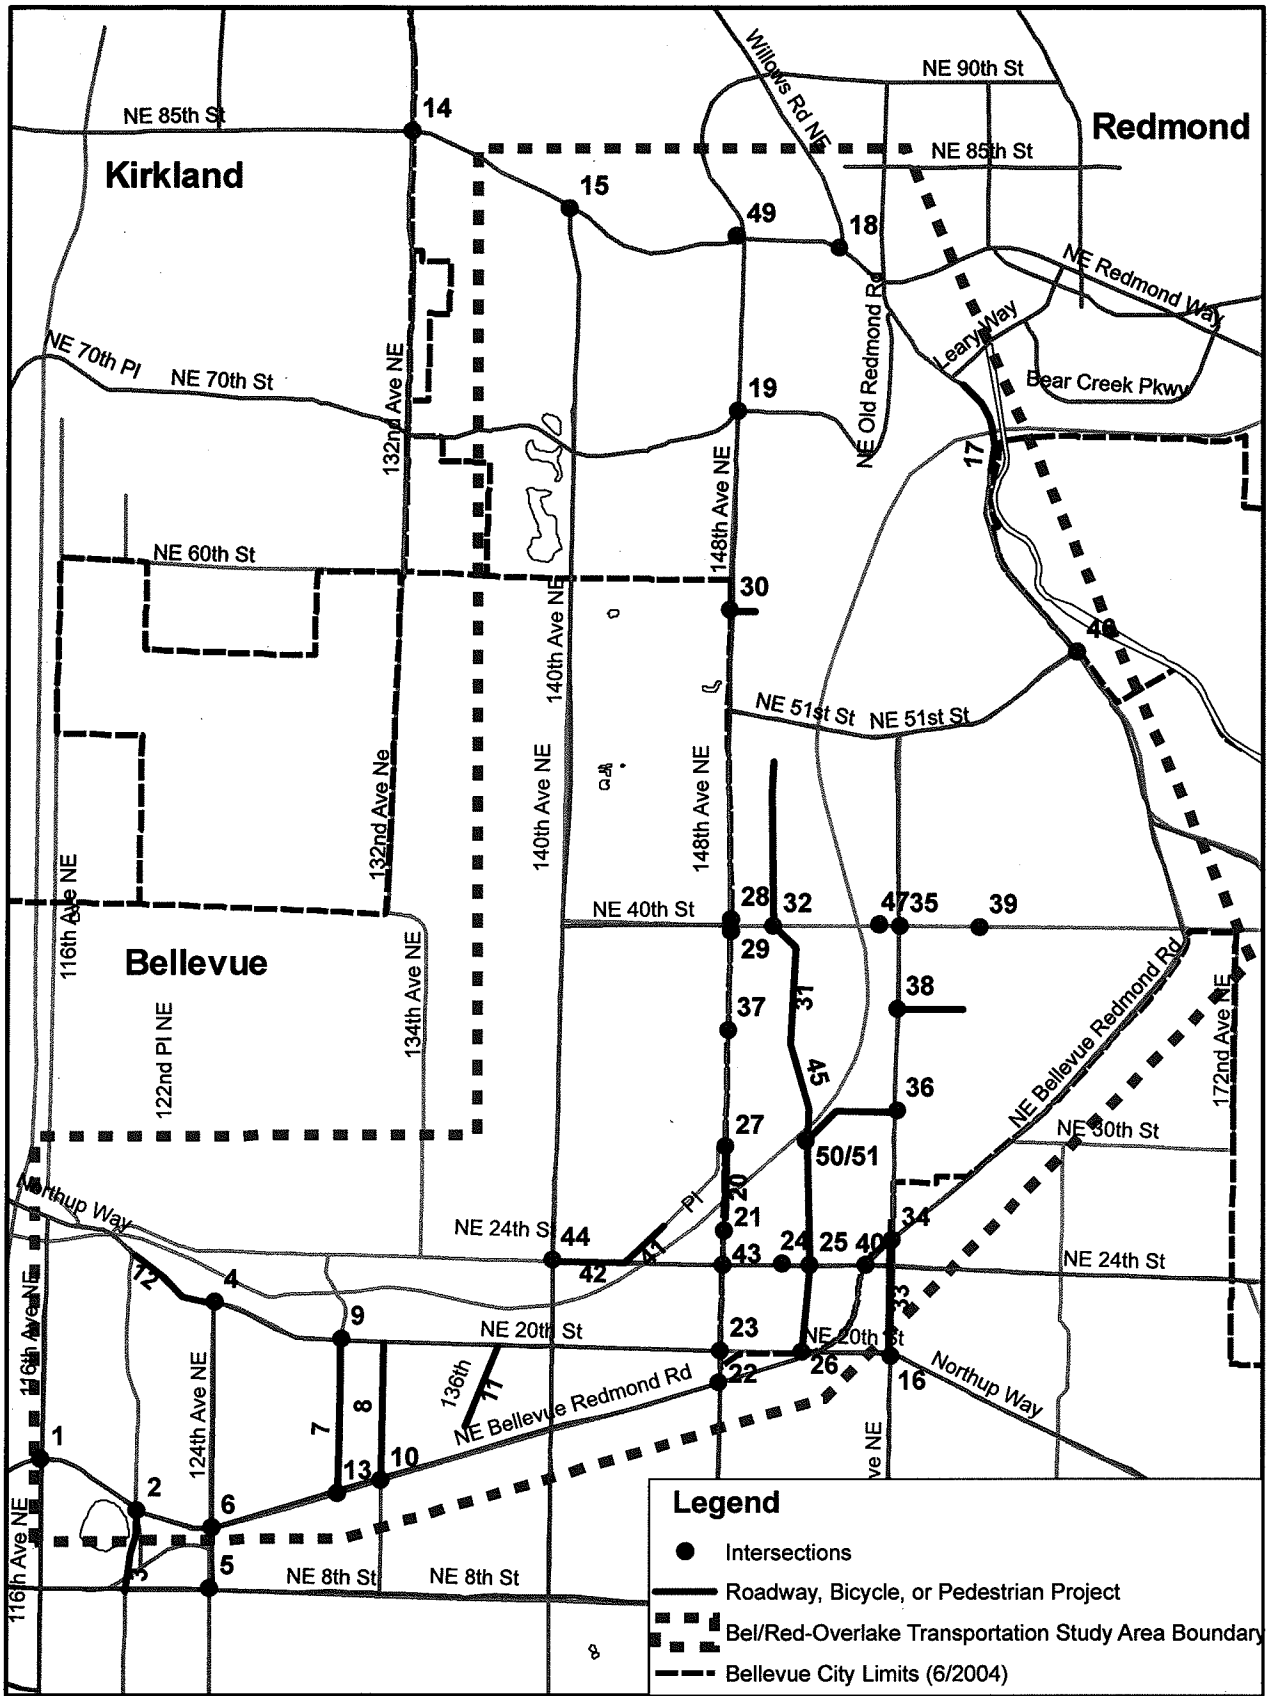 NE 90th St
Willows Rd NE
14
NE 85th St
Redmond
NE 85th St
Kirkland
15
49
18
NE Redmond Way
Leary Way
NE Old Redmond Rd
NE 70th Pl
NE 70th St
132nd Ave NE
19
Bear Creek Pkwy
17
148th Ave NE
NE 60th St
30
140th Ave NE
NE 51st St
NE 51st St
132nd Ave Ne
140th Ave NE
148th Ave NE
116th Ave NE
28
32
47
35
39
NE 40th St
29
Bellevue
134th Ave NE
122nd Pl NE
31
38
37
NE Bellevue Redmond Rd
172nd Ave NE
45
36
27
50/51
NE 30th St
20
Pl
Northup Way
NE 24th S
44
21
34
41
42
43
24
25
40
NE 24th St
12
4
116th Ave NE
33
9
NE 20th St
23
NE 20th St
26
124th Ave NE
136th
11
22
16
Northup Way
7
8
NE Bellevue Redmond Rd
1
13
10
ve NE
2
6
116th Ave NE
3
5
NE 8th St
NE 8th St
Legend
Intersections
Roadway, Bicycle, or Pedestrian Project
Bel/Red-Overlake Transportation Study Area Boundary
Bellevue City Limits (6/2004)